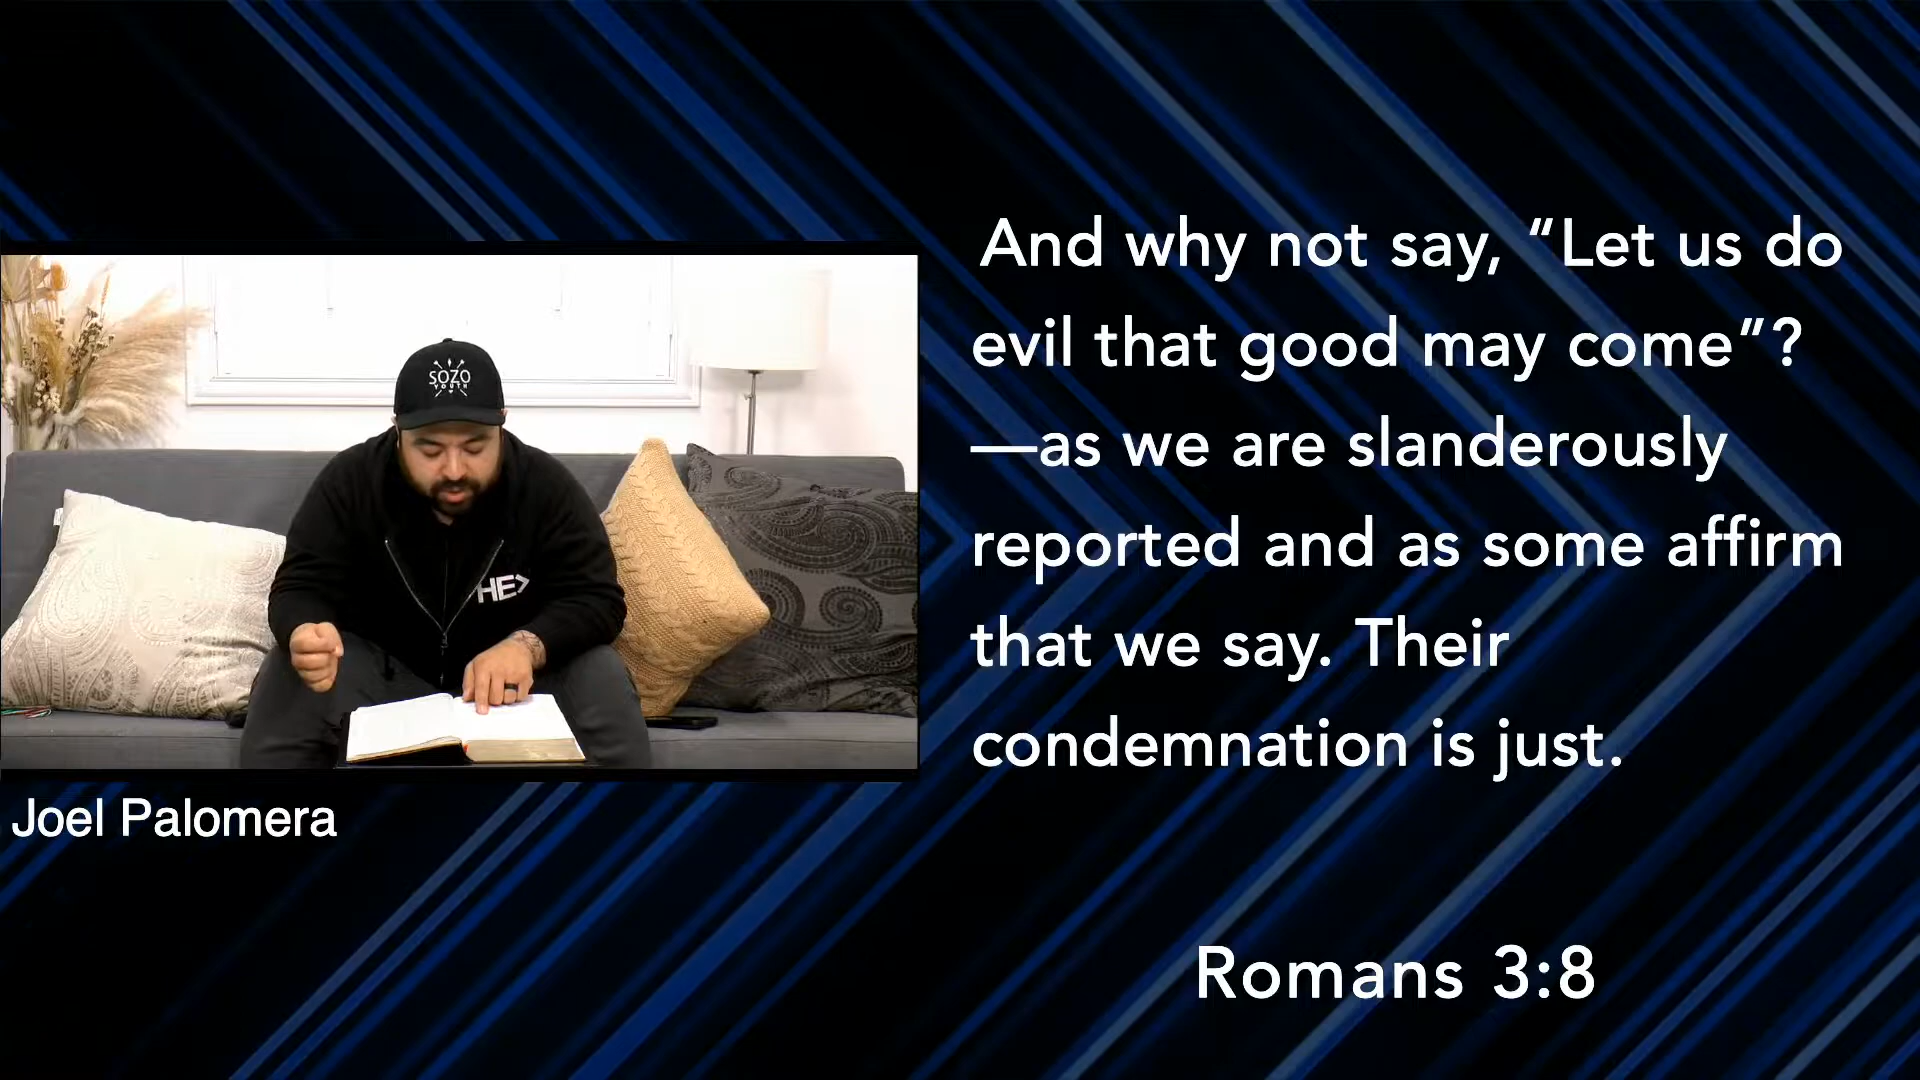 SOZO
YOUTH
HE>
Joel Palomera
And why not say, “Let us do
evil that good may come”?
—as we are slanderously
reported and as some affirm
that we say. Their
condemnation is just.
Romans 3:8